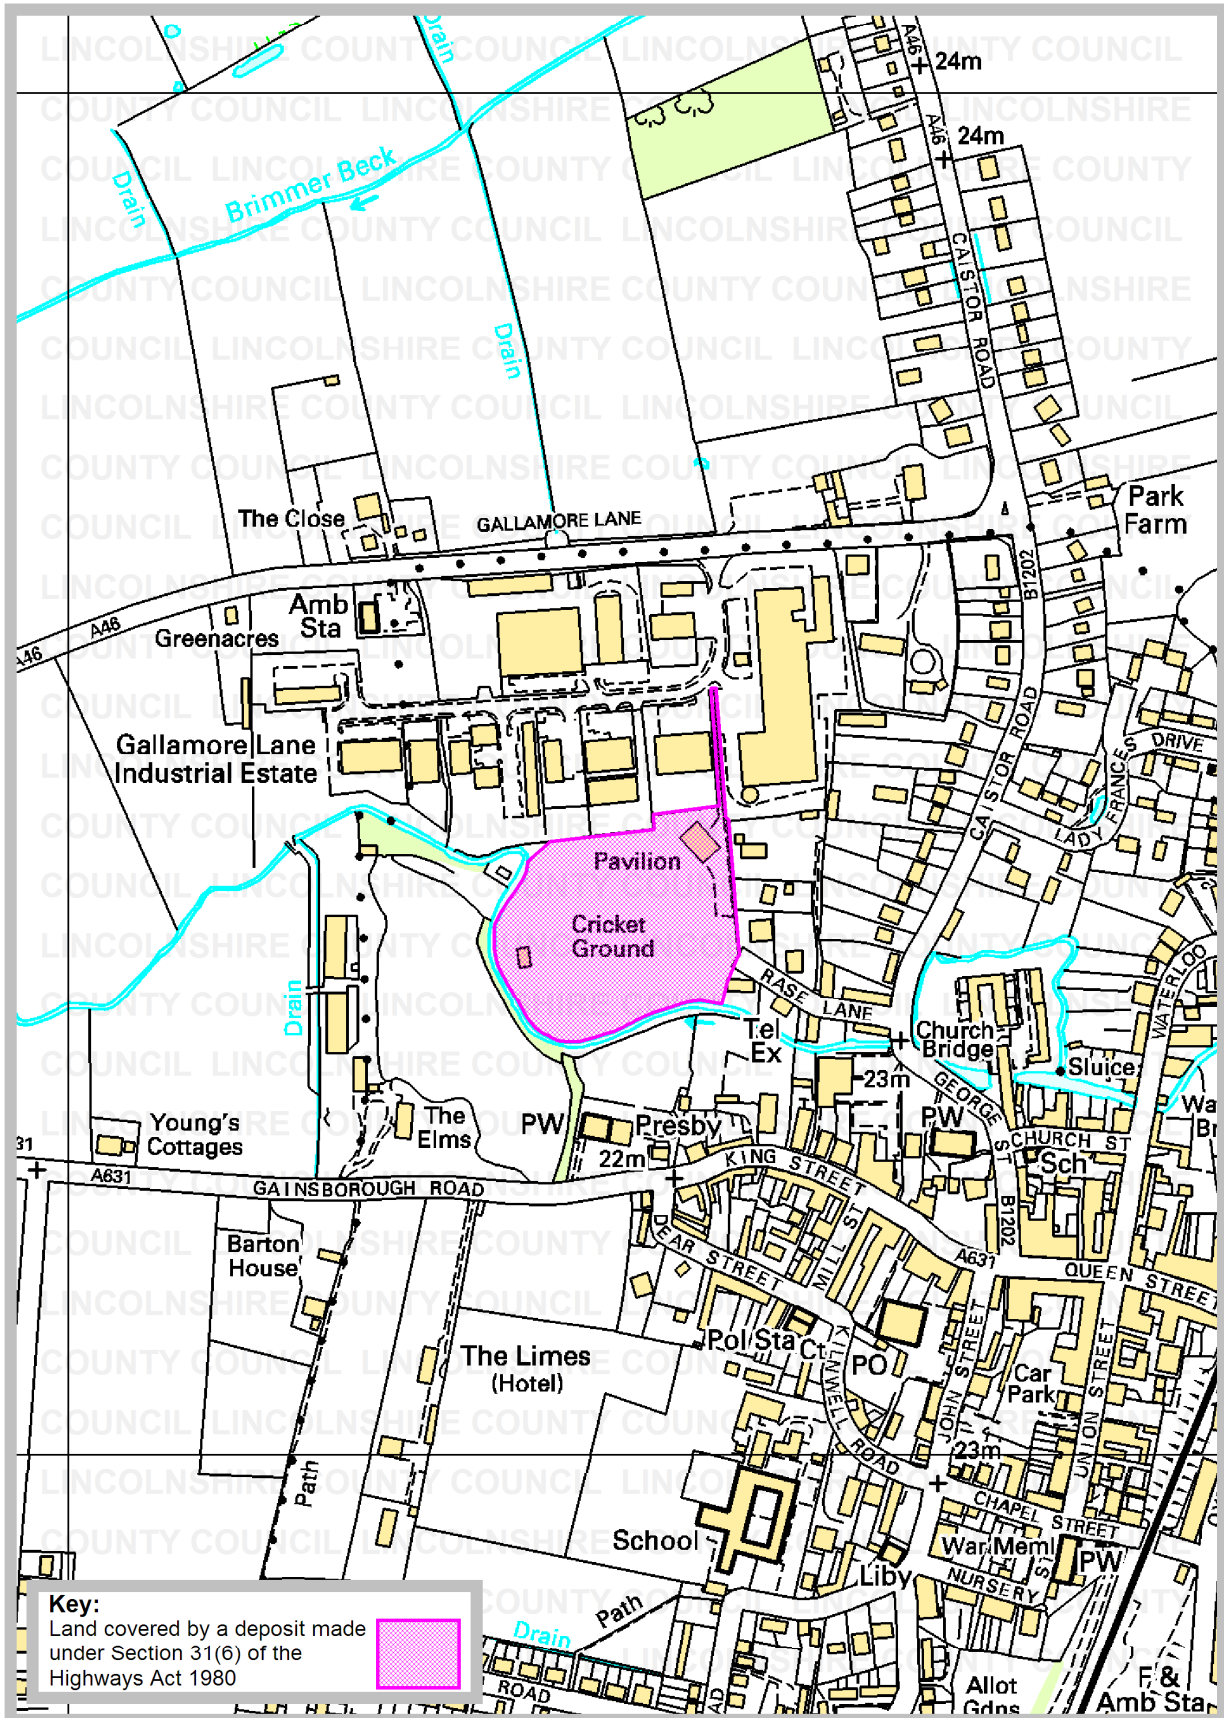 LINCOLNSHIRE COUNTY COUNCIL
Drain
A46
24m
A46
24m
Brimmer Beck
Drain
CAISTOR ROAD
Drain
The Close
GALLAMORE LANE
Park
Farm
B1202
Amb
Sta
Greenacres
A46
A46
Gallamore Lane
Industrial Estate
CAISTOR ROAD
LADY FRANCES DRIVE
Pavilion
Cricket
Ground
Drain
RASE LANE
WATERLOO
Tel
Ex
Church
Bridge
Sluice
23m
GEORGE ST
PW
CHURCH ST
Sch
Young's
Cottages
The
Elms
PW
Presby
22m
KING STREET
31
A631
GAINSBOROUGH ROAD
B1202
Barton
House
DEAR STREET
MILL ST
A631
QUEEN STREET
The Limes
(Hotel)
Pol Sta
Ct
PO
KILNWELL ROAD
JOHN STREET
Car
Park
UNION STREET
23m
Path
CHAPEL STREET
School
War Meml
PW
Liby
NURSERY ST
Path
Drain
ROAD
Allot
Gdns
F &
Amb Sta
Key:
Land covered by a deposit made
under Section 31(6) of the
Highways Act 1980